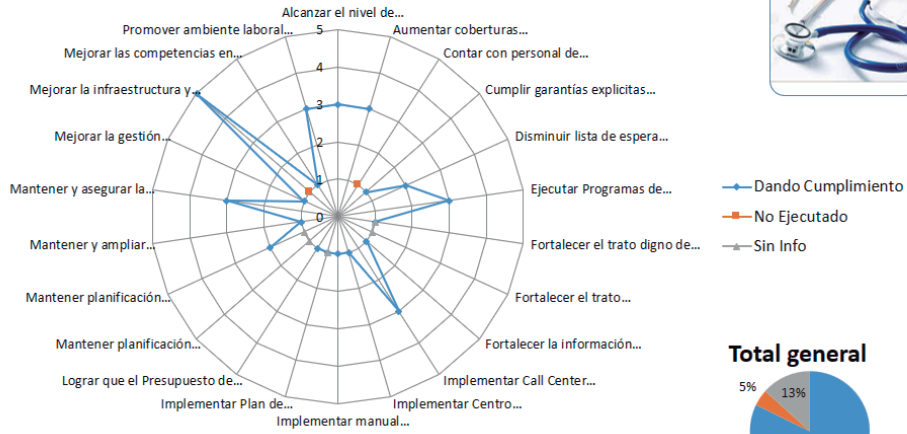 Alcanzar el nivel de...
Aumentar coberturas...
Contar con personal de...
Cumplir garantías explicitas...
Disminuir lista de espera...
Ejecutar Programas de...
Fortalecer el trato digno de...
Fortalecer el trato...
Fortalecer la información...
Implementar Call Center...
Implementar Centro...
Implementar manual...
Implementar Plan de...
Lograr que el Presupuesto de...
Mantener planificación...
Mantener planificación...
Mantener y ampliar...
Mantener y asegurar la...
Mejorar la gestión...
Mejorar la infraestructura y...
Mejorar las competencias en...
Promover ambiente laboral...
5
4
3
2
1
0
Dando Cumplimiento
No Ejecutado
Sin Info
Total general
5%
13%